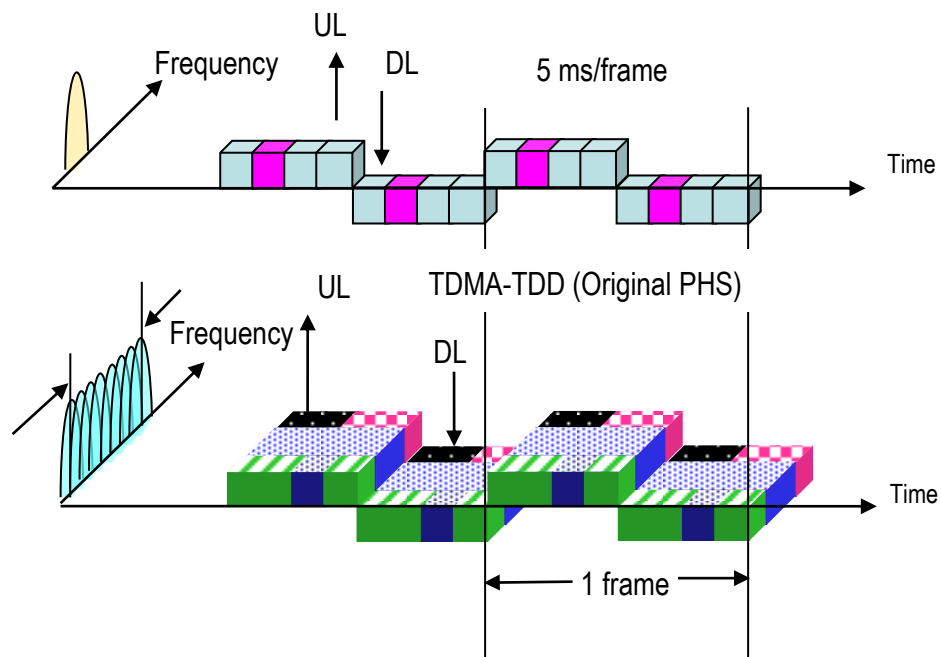 UL
Frequency
DL
5 ms/frame
Time
UL
TDMA-TDD (Original PHS)
Frequency
DL
Time
1 frame